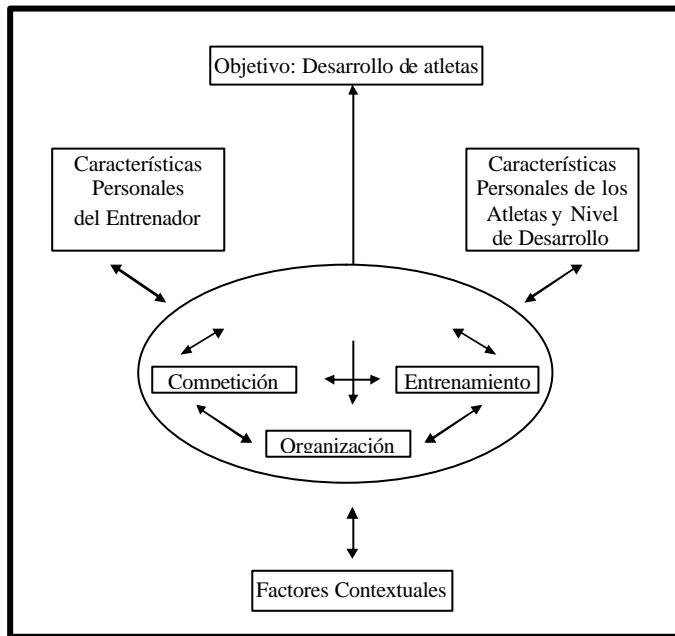 Objetivo: Desarrollo de atletas
Característícas
Personales
del Entrenador
Características
Personales de los
Atletas y Nivel
de Desarrollo
Competición
Entrenamiento
Organización
Factores Contextuales